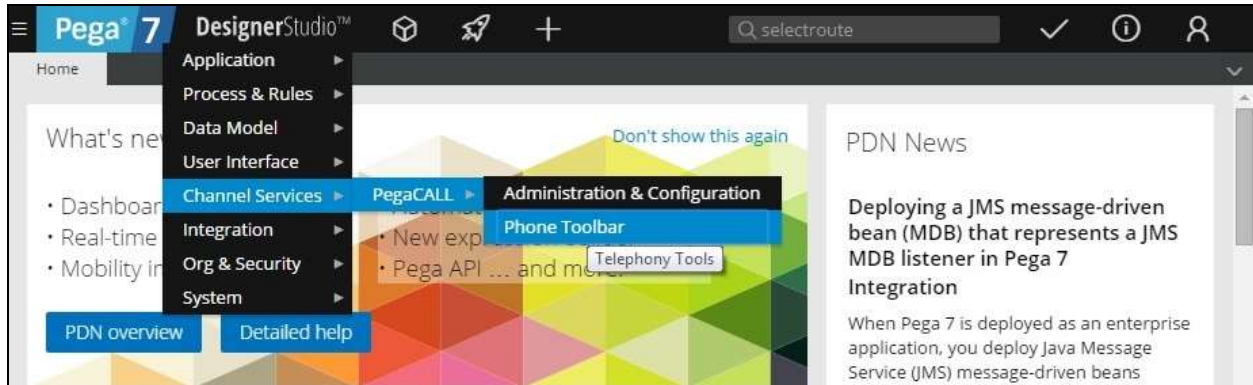 Pega® 7 DesignerStudio™ selectroute
Home
Application
Process & Rules
Data Model
User Interface
Channel Services
Integration
Org & Security
System
PegaCALL
Administration & Configuration
Phone Toolbar
Telephony Tools
What's
Don't show this again
• Real-time
• Mobility
• New
• Pega API ... and more.
PDN overview
Detailed help
PDN News
Deploying a JMS message-driven
bean (MDB) that represents a JMS
MDB listener in Pega 7
Integration
When Pega 7 is deployed as an enterprise
application, you deploy Java Message
Service (JMS) message-driven beans